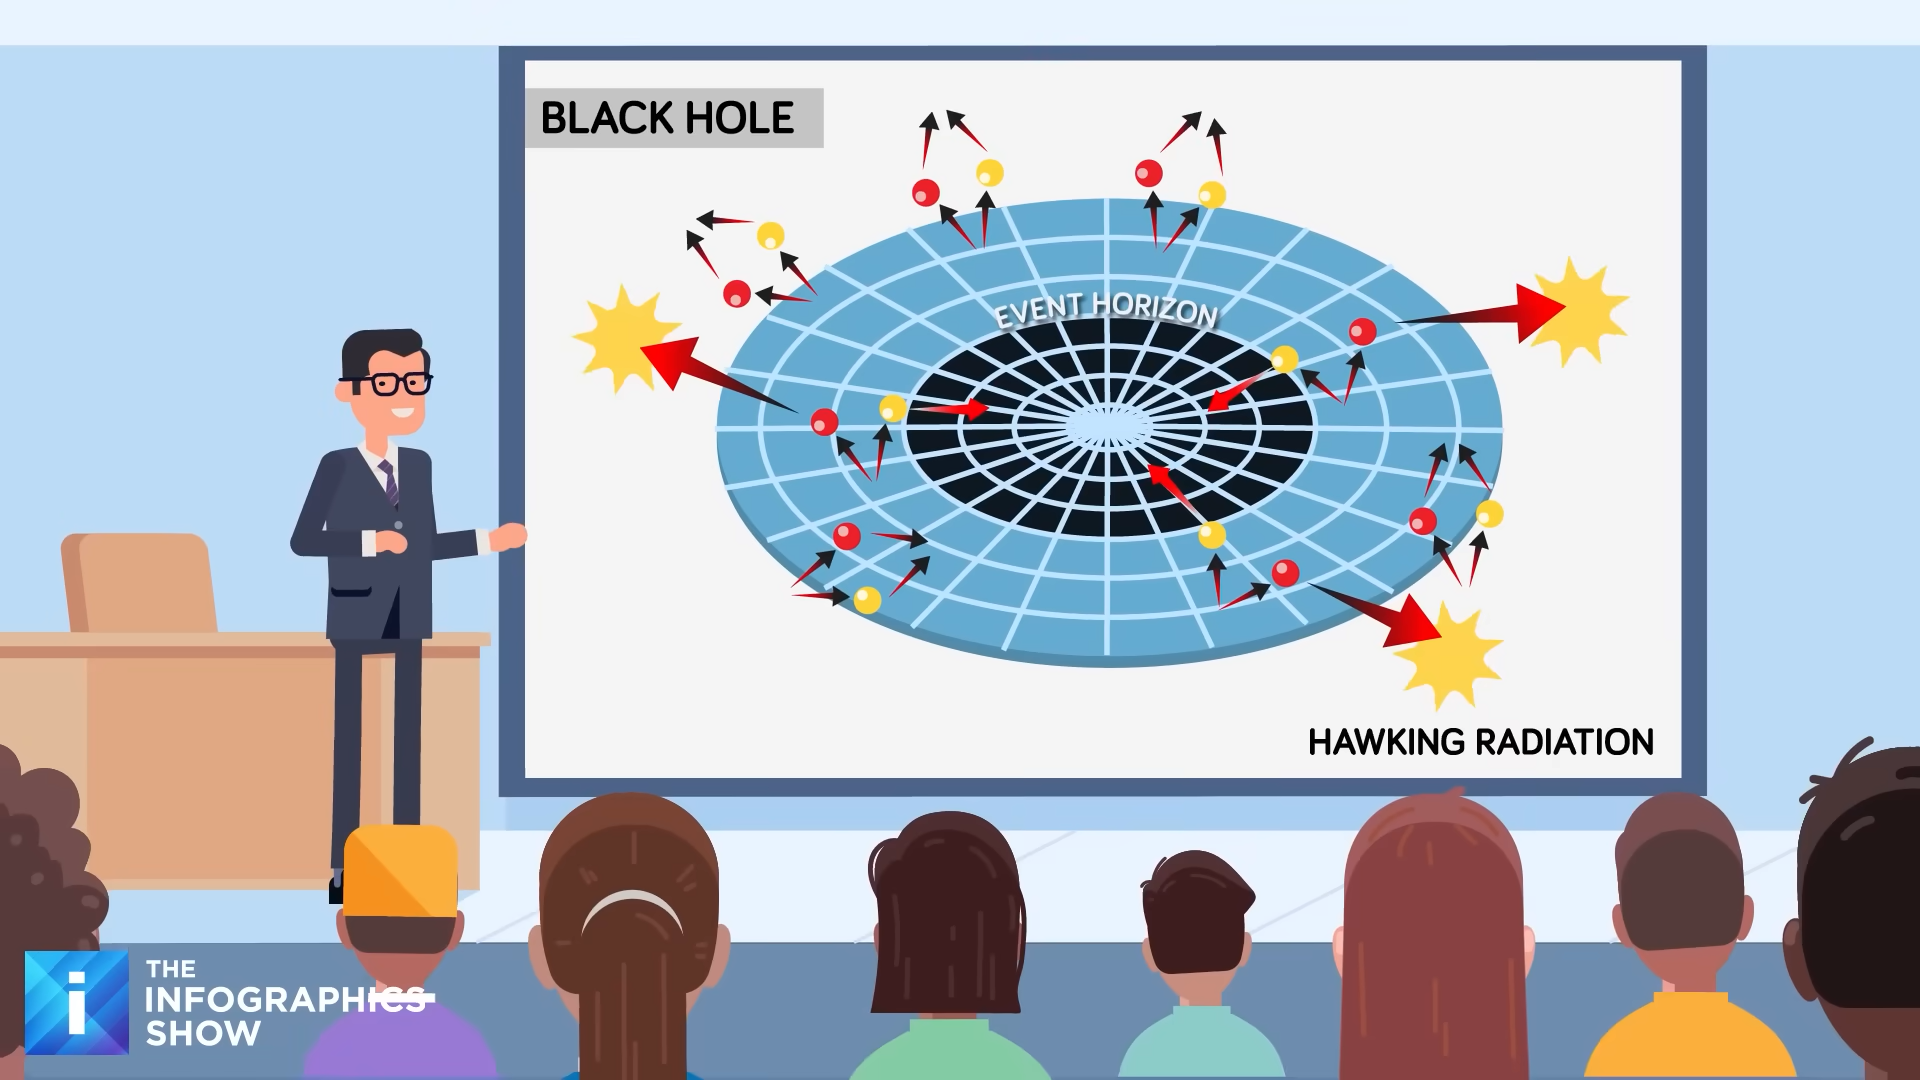 BLACK HOLE
EVENT HORIZON
HAWKING RADIATION
THE
INFOGRAPHICS
SHOW